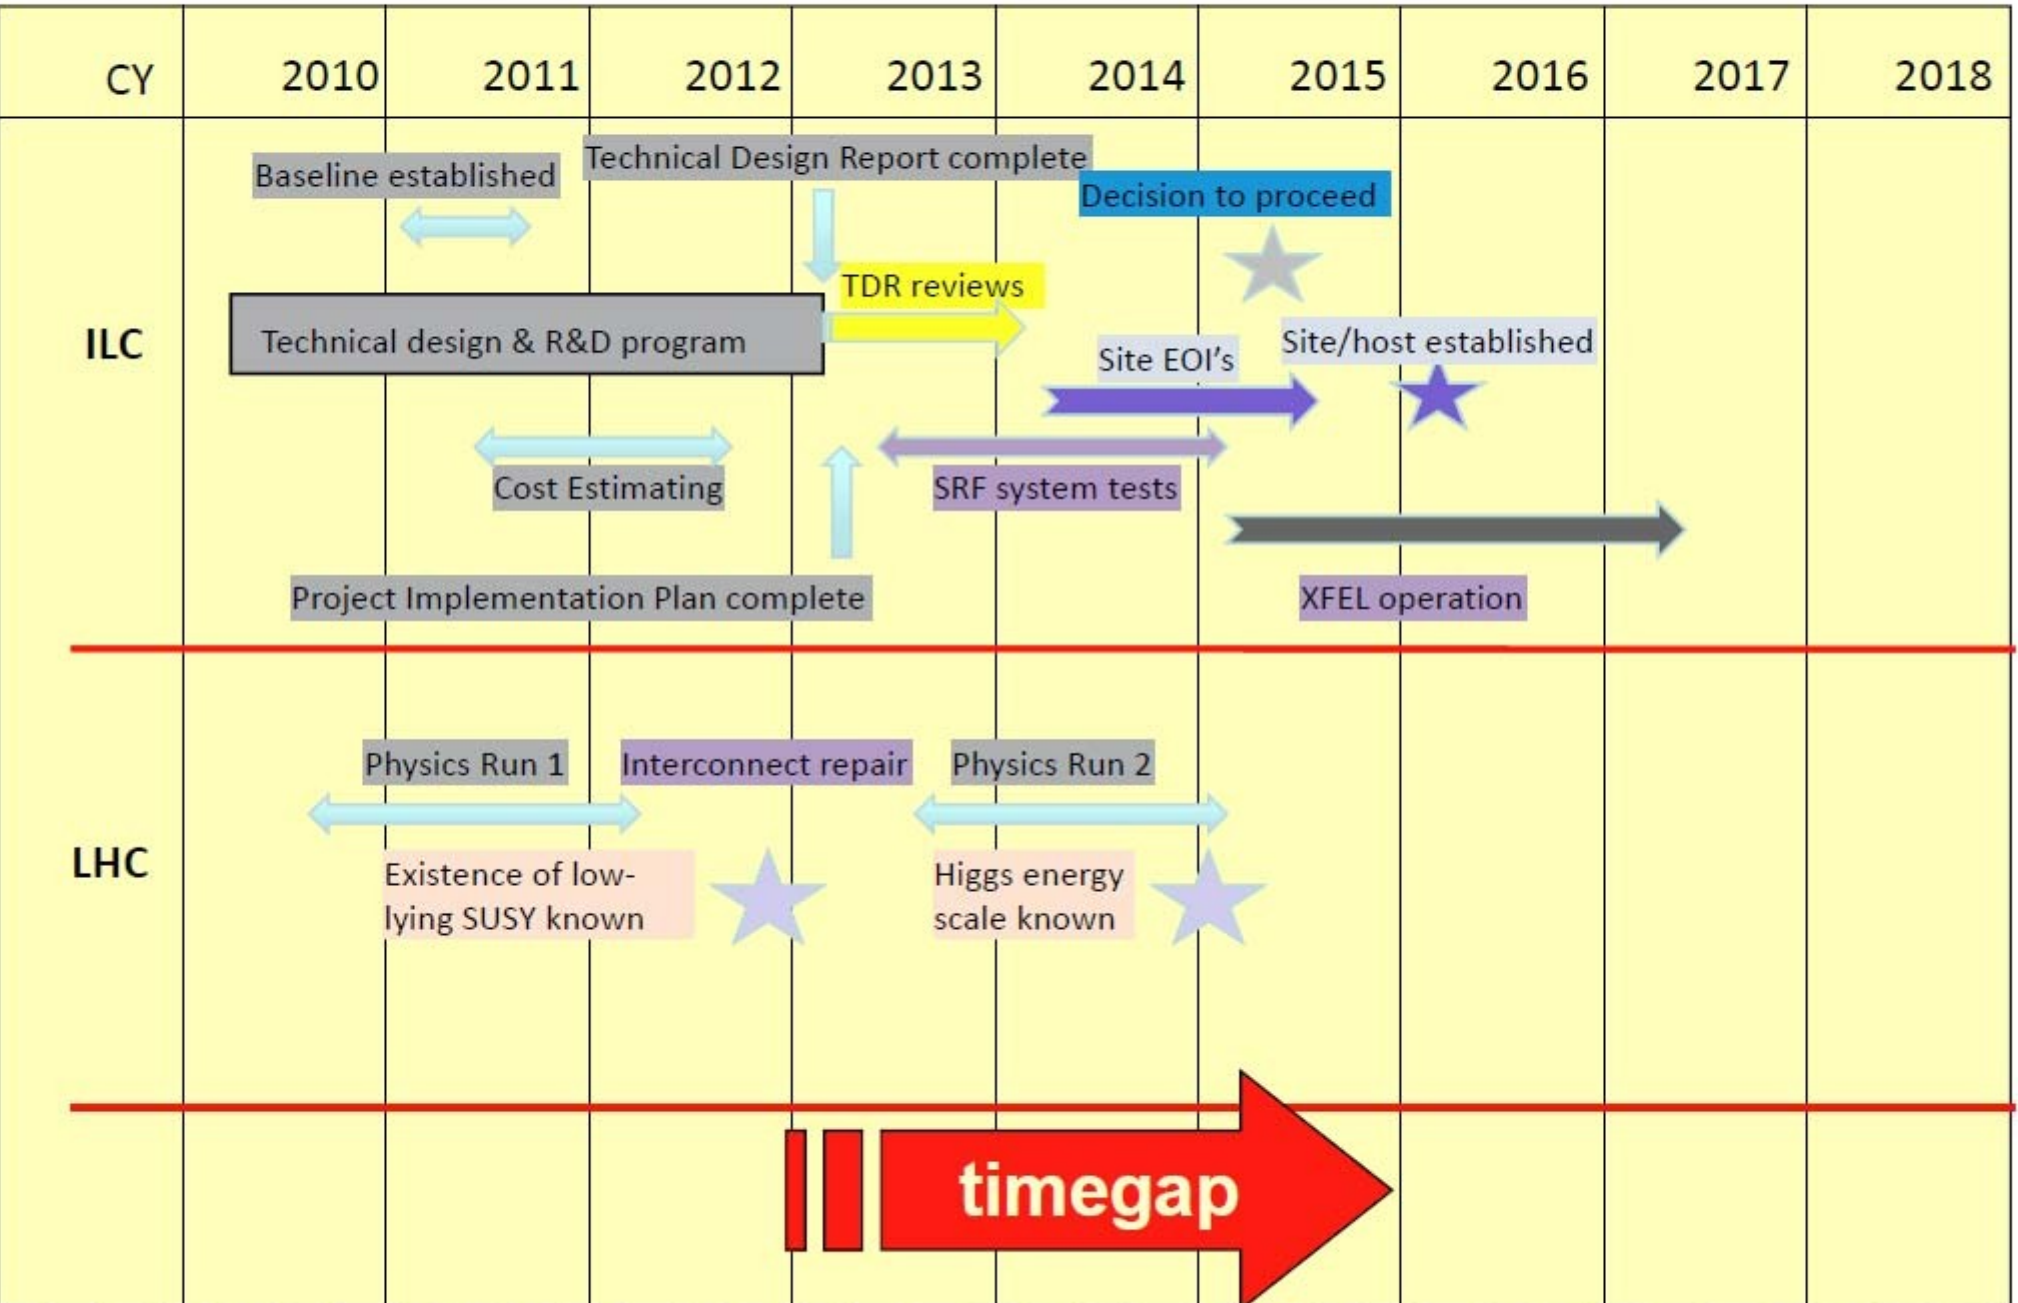 CY 2010 2011 2012 2013 2014 2015 2016 2017 2018
Technical Design Report complete
Baseline established
Decision to proceed
TDR reviews
ILC
Technical design & R&D program
Site EOI’s
Site/host established
Cost Estimating
SRF system tests
Project Implementation Plan complete
XFEL operation
LHC
Physics Run 1
Interconnect repair
Physics Run 2
Existence of low-
lying SUSY known
Higgs energy
scale known
timegap